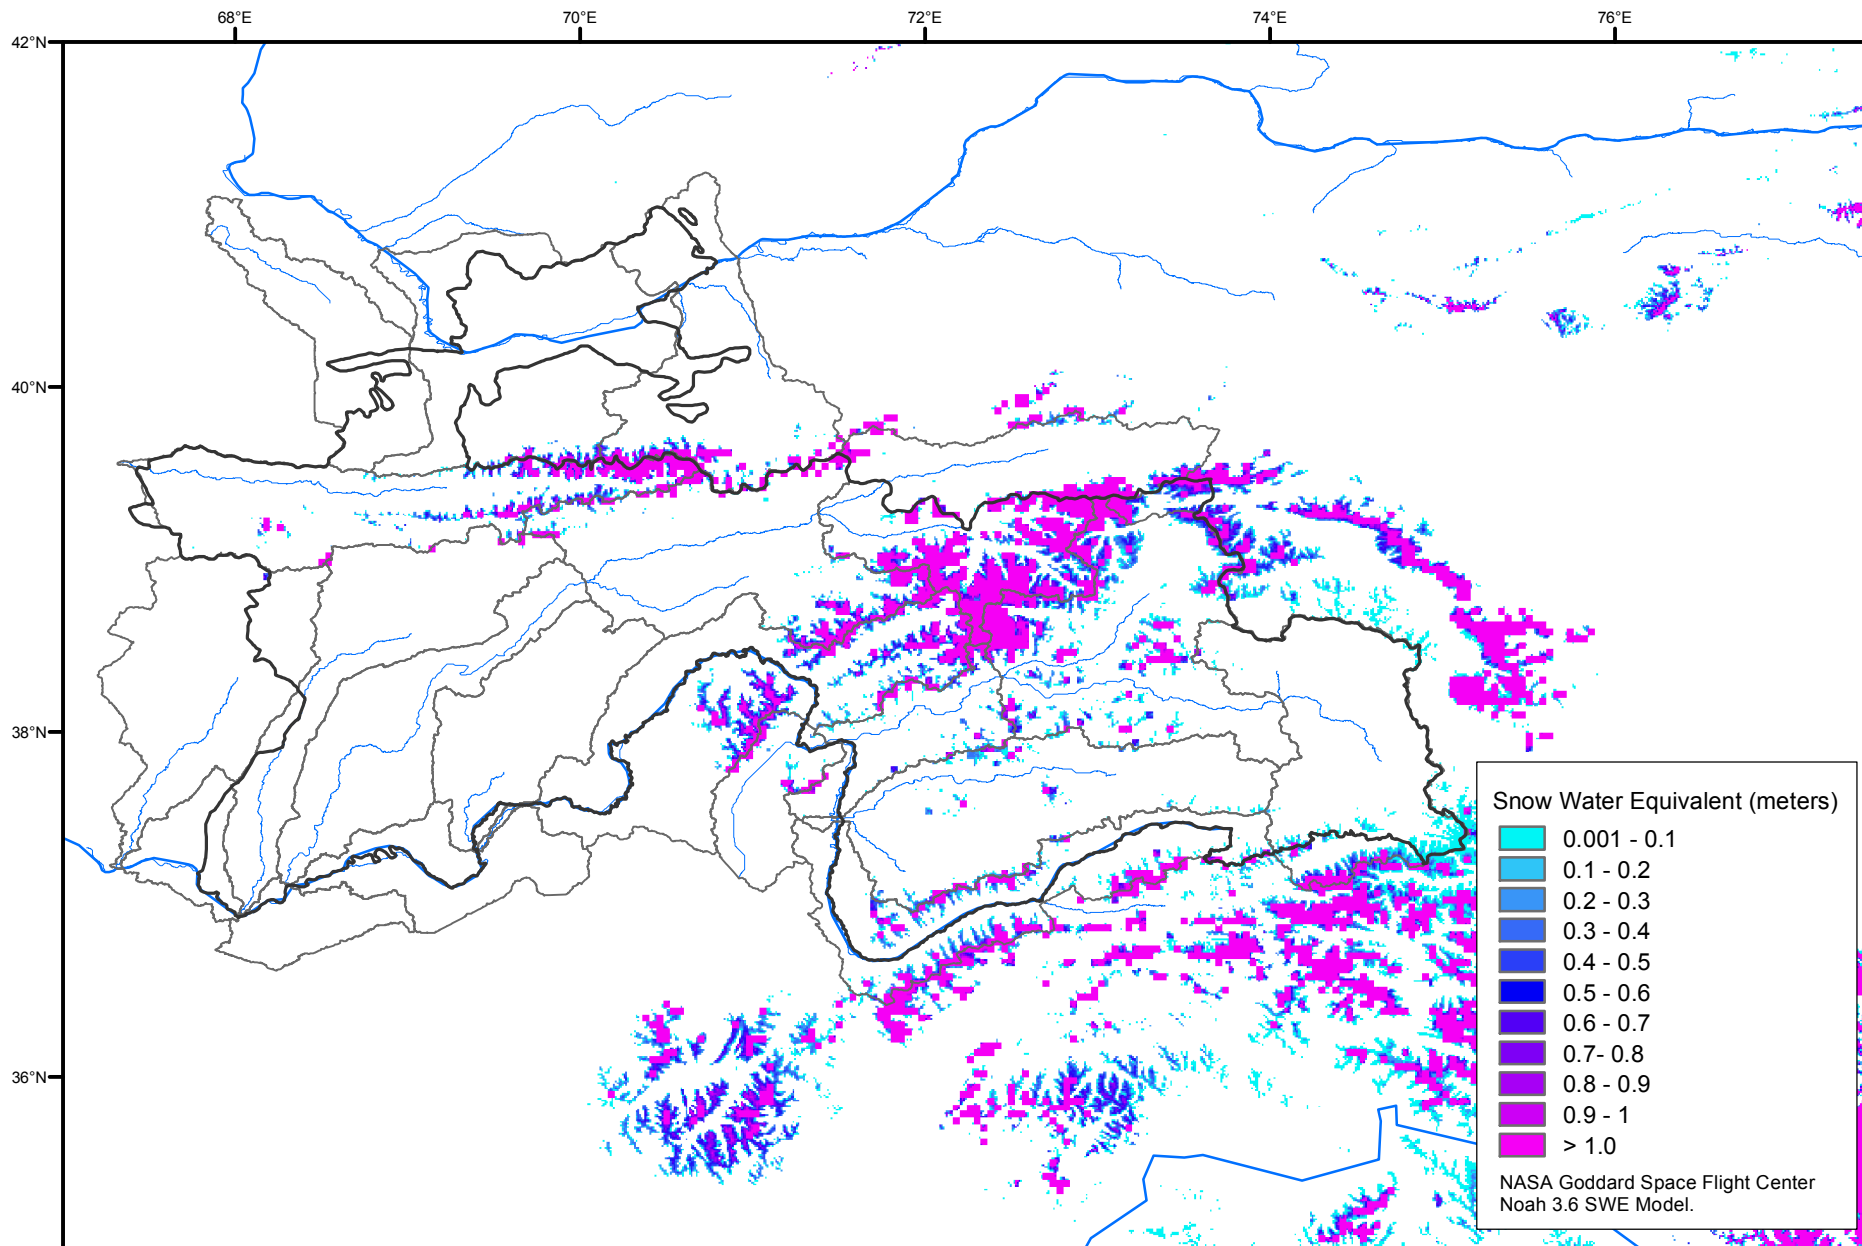 68°E 70°E 72°E 74°E 76°E
42°N
40°N
38°N
36°N
Snow Water Equivalent (meters)
0.001 - 0.1
0.1 - 0.2
0.2 - 0.3
0.3 - 0.4
0.4 - 0.5
0.5 - 0.6
0.6 - 0.7
0.7- 0.8
0.8 - 0.9
0.9 - 1
> 1.0
NASA Goddard Space Flight Center
Noah 3.6 SWE Model.